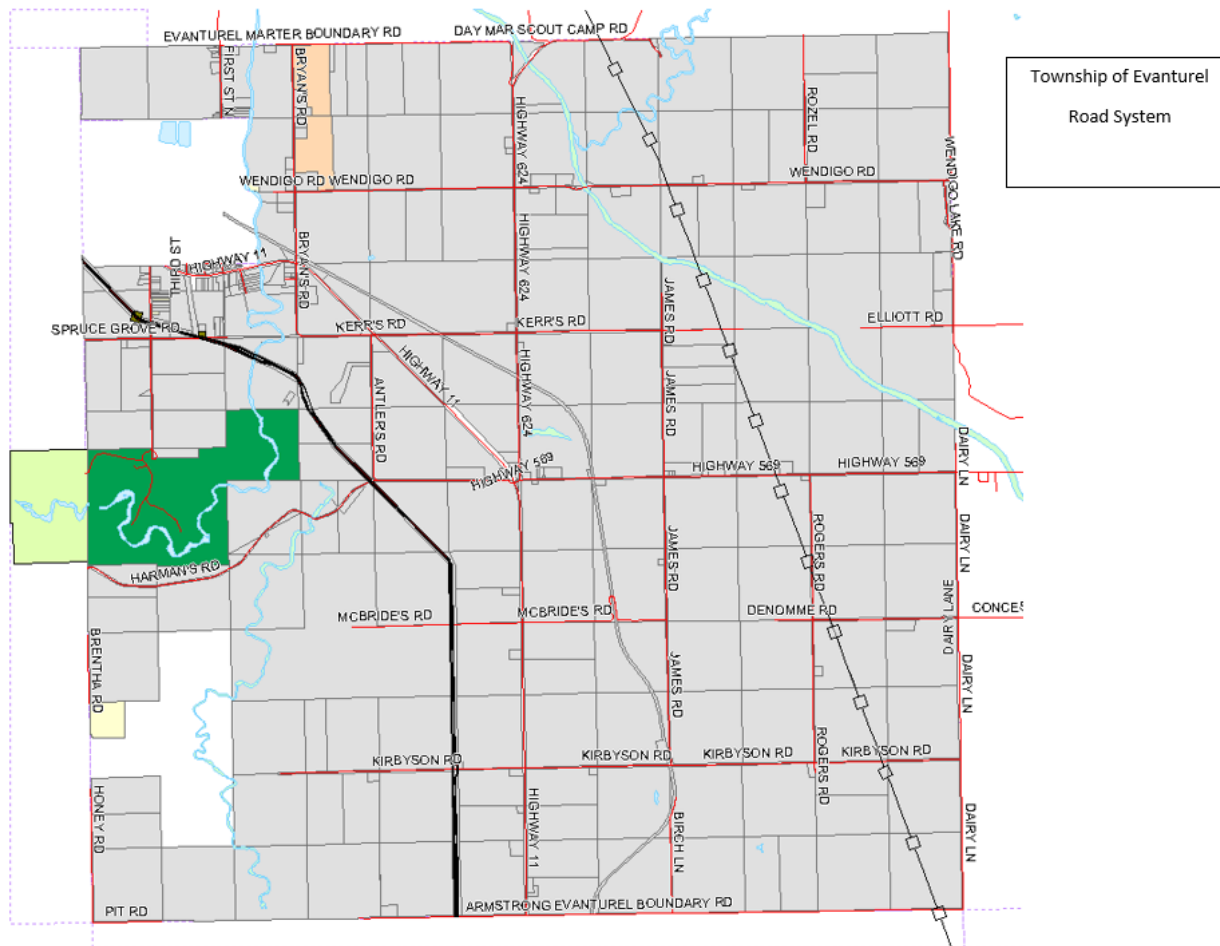 EVANTUREL MARTER BOUNDARY RD
DAY MAR SCOUT CAMP RD
Township of Evanturel
Road System
FIRST ST N
BRYAN'S RD
HIGHWAY 624
ROZEL RD
WENDIGO LAKE RD
WENDIGO RD
WENDIGO RD
WENDIGO RD
THIRD ST
HIGHWAY 11
BRYAN'S RD
HIGHWAY 624
JAMES RD
SPRUCE GROVE RD
KERR'S RD
KERR'S RD
ELLIOTT RD
ANTLER'S RD
HIGHWAY 11
HIGHWAY 624
JAMES RD
DAIRY LN
HIGHWAY 569
HIGHWAY 569
HIGHWAY 569
HARMAN'S RD
JAMES RD
ROGERS RD
DAIRY LN
MCBRIDE'S RD
MCBRIDE'S RD
DENOMME RD
DAIRY LANE
CONCES
BRENTHA RD
JAMES RD
DAIRY LN
KIRBYSON RD
KIRBYSON RD
KIRBYSON RD
KIRBYSON RD
ROGERS RD
HONEY RD
HIGHWAY 11
BIRCH LN
DAIRY LN
PIT RD
ARMSTRONG EVANTUREL BOUNDARY RD